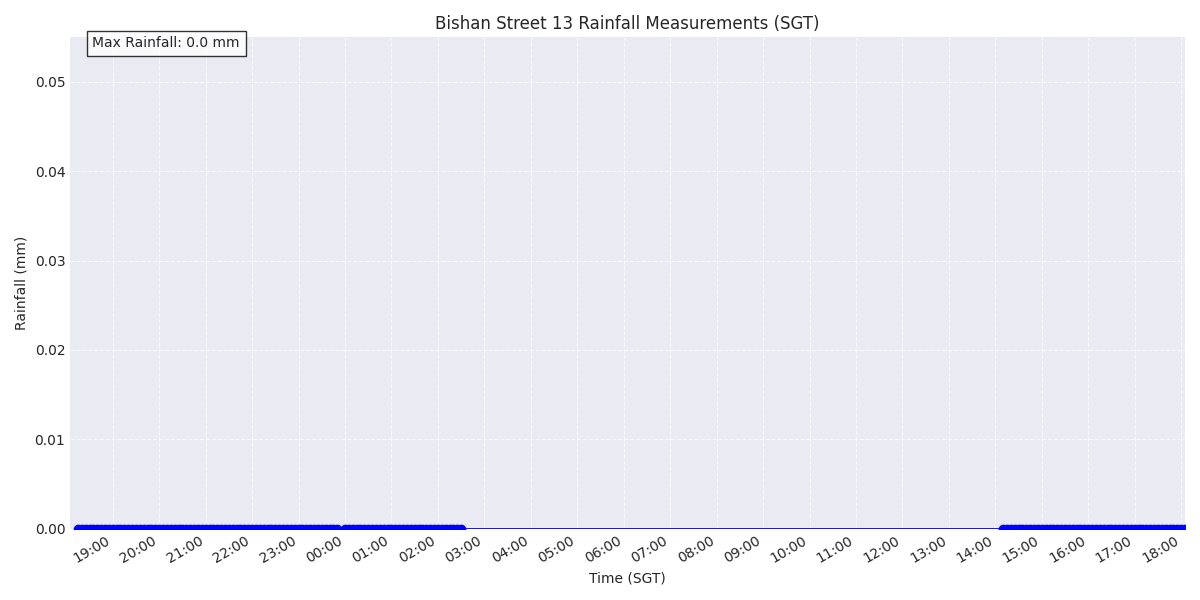 Bishan Street 13 Rainfall Measurements (SGT)
Max Rainfall: 0.0 mm
0.05
0.04
0.03
0.02
0.01
0.00
Rainfall (mm)
19:00 20:00 21:00 22:00 23:00 00:00 01:00 02:00 03:00 04:00 05:00 06:00 07:00 08:00 09:00 10:00 11:00 12:00 13:00 14:00 15:00 16:00 17:00 18:00
Time (SGT)